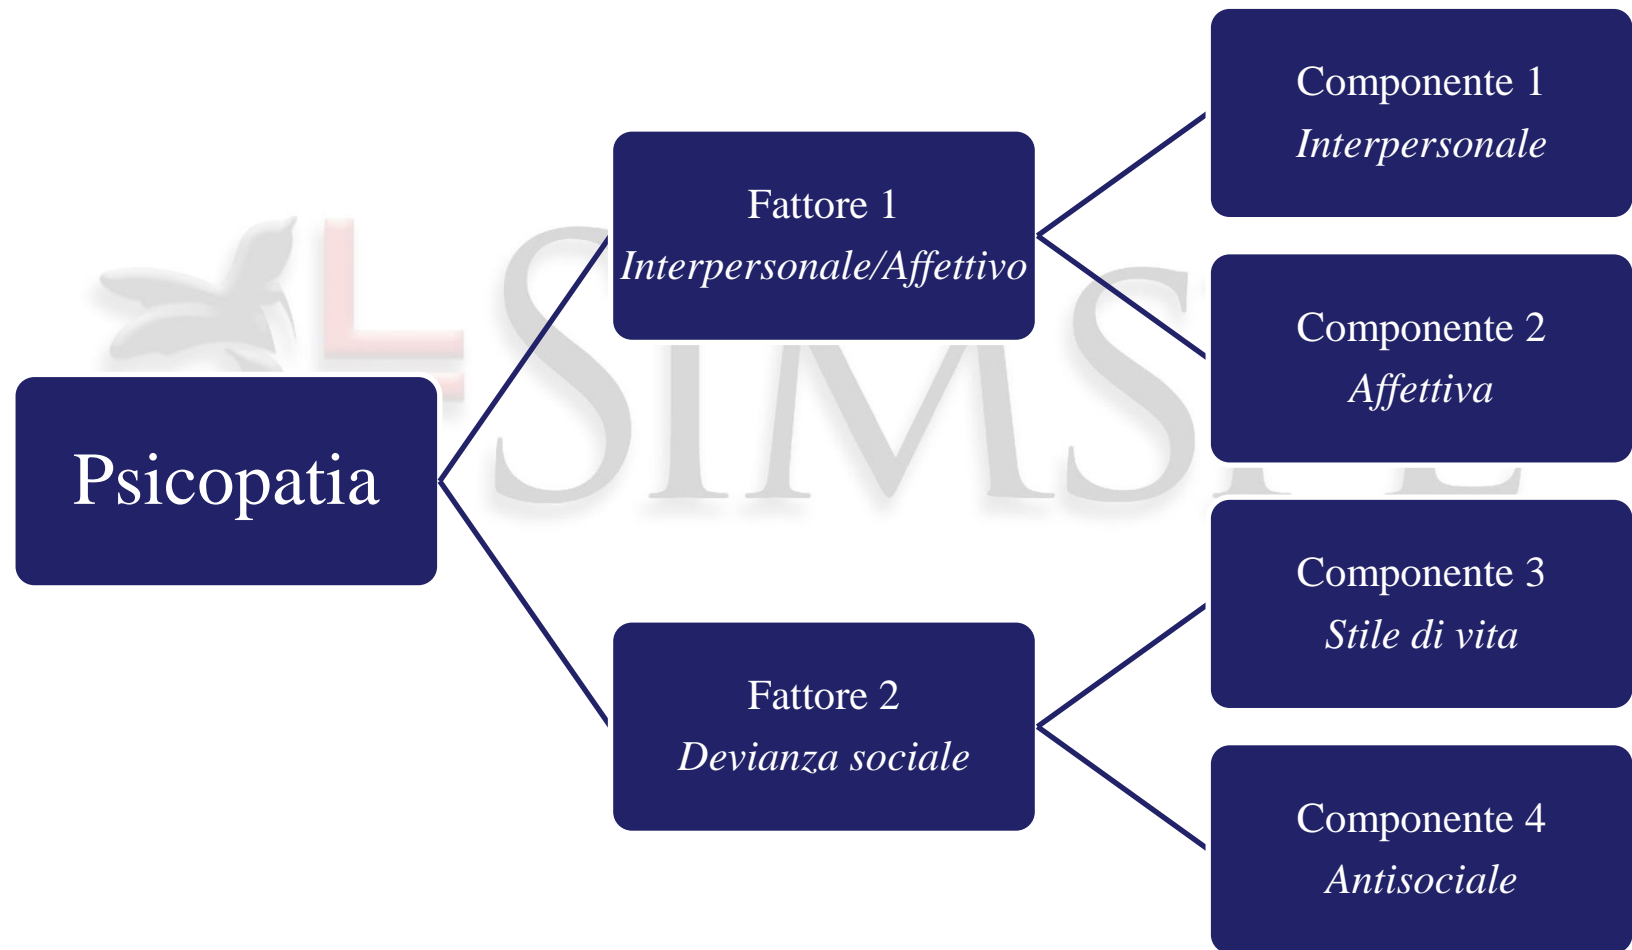 Psicopatia
Fattore 1
Interpersonale/Affettivo
Componente 1
Interpersonale
Componente 2
Affettiva
Fattore 2
Devianza sociale
Componente 3
Stile di vita
Componente 4
Antisociale